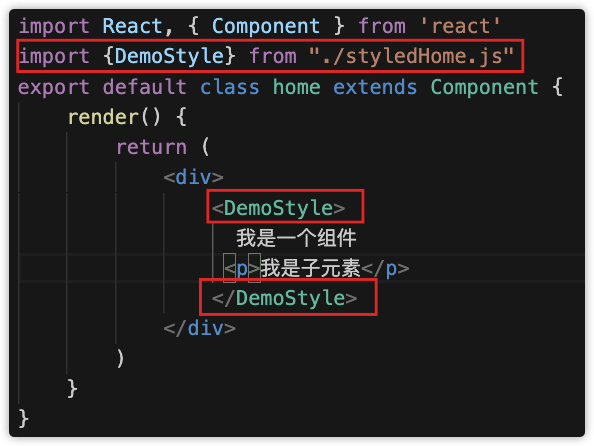 import React, { Component } from 'react'
import {DemoStyle} from "./styledHome.js"
export default class home extends Component {
render() {
return (
<div>
<DemoStyle>
我是一个组件
<p>我是子元素</p>
</DemoStyle>
</div>
)
}
}